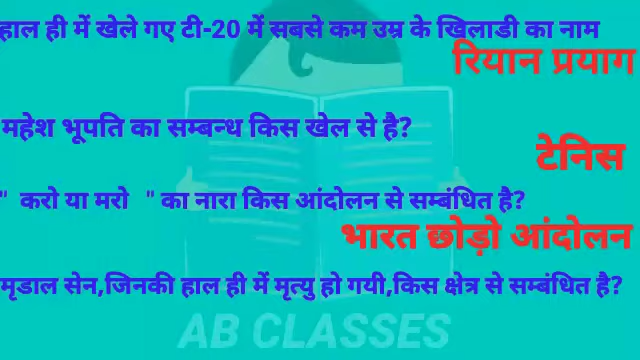 हाल ही में खेले गए टी-20 में सबसे कम उम्र के खिलाडी का नाम
रियान प्रयाग
महेश भूपति का सम्बन्ध किस खेल से है?
टेनिस
" करो या मरो " का नारा किस आंदोलन से सम्बंधित है?
भारत छोड़ो आंदोलन
मृडाल सेन,जिनकी हाल ही में मृत्यु हो गयी,किस क्षेत्र से सम्बंधित है?
AB CLASSES